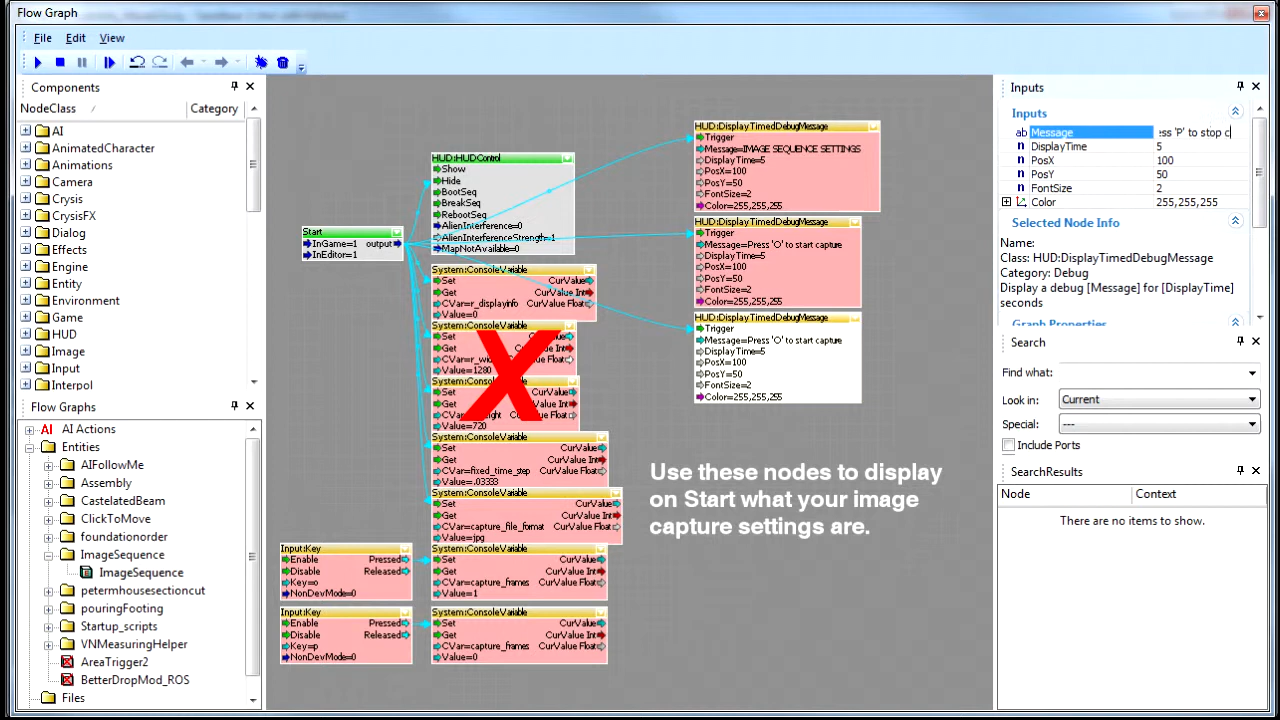 Flow Graph
File Edit View
Components
NodeClass / Category
AI
AnimatedCharacter
Animations
Camera
Crysis
CrysisFX
Dialog
Effects
Engine
Entity
Environment
Game
HUD
Image
Input
Interpol
Flow Graphs
AI AI Actions
Entities
AIFollowMe
Assembly
CastelatedBeam
ClickToMove
foundationorder
ImageSequence
ImageSequence
petermhousesectioncut
pouringFooting
Startup_scripts
VNMeasuringHelper
AreaTrigger2
BetterDropMod_ROS
Files
Start
InGame=1 output
InEditor=1
HUD:HUDControl
Show
Hide
BootSeq
BreakSeq
RebootSeq
AlienInterference=0
AlienInterferenceStrength=1
MapNotAvailable=0
System:ConsoleVariable
Set CurValue
Get CurValue Int
CVar=r_displayinfo CurValue Float
Value=0
System:ConsoleVariable
Set
Get
Value=1280
Set CurValue
Get
Value=720
System:ConsoleVariable
Set CurValue
Get CurValue Int
CVar=fixed_time_step CurValue Float
Value=.03333
System:ConsoleVariable
Set CurValue
Get CurValue Int
CVar=capture_file_format CurValue Float
Value=jpg
Input:Key
Enable Pressed
Disable Released
Key=o
NonDevMode=0
System:ConsoleVariable
Set CurValue
Get CurValue Int
CVar=capture_frames CurValue Float
Value=1
Input:Key
Enable Pressed
Disable Released
Key=p
NonDevMode=0
System:ConsoleVariable
Set CurValue
Get CurValue Int
CVar=capture_frames CurValue Float
Value=0
X
HUD:DisplayTimedDebugMessage
Trigger
Message=IMAGE SEQUENCE SETTINGS
DisplayTime=5
PosX=100
PosY=50
FontSize=2
Color=255,255,255
HUD:DisplayTimedDebugMessage
Trigger
Message=Press 'O' to start capture
DisplayTime=5
PosX=100
PosY=50
FontSize=2
Color=255,255,255
HUD:DisplayTimedDebugMessage
Trigger
Message=Press 'O' to start capture
DisplayTime=5
PosX=100
PosY=50
FontSize=2
Color=255,255,255
Use these nodes to display
on Start what your image
capture settings are.
Inputs
Inputs
ab Message ess 'P' to stop c
n DisplayTime 5
n PosX 100
n PosY 50
n FontSize 2
Color 255,255,255
Selected Node Info
Name:
Class: HUD:DisplayTimedDebugMessage
Category: Debug
Display a debug [Message] for [DisplayTime]
seconds
Graph Properties
Search
Find what:
Look in: Current
Special: ---
Include Ports
SearchResults
Node Context
There are no items to show.